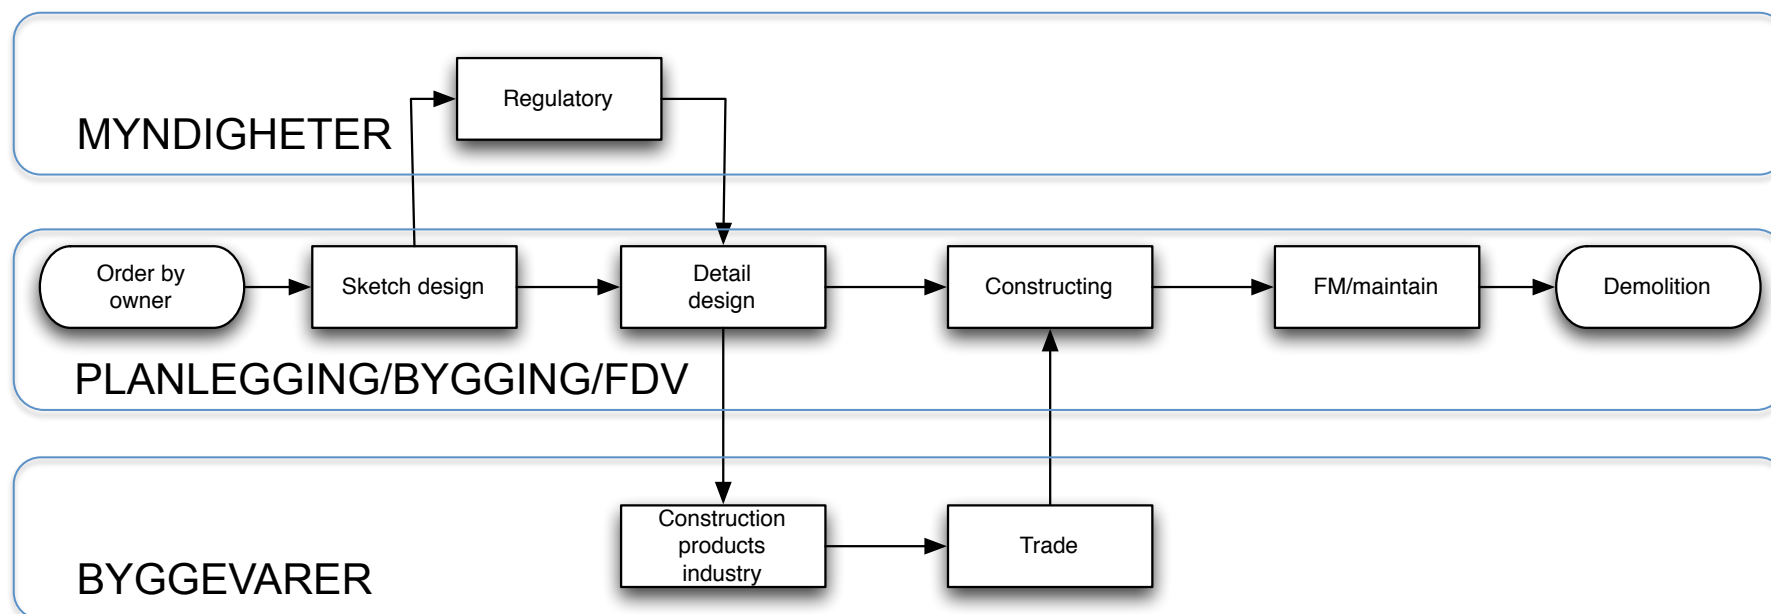 Regulatory
MYNDIGHETER
Order by
owner
Sketch design
Detail
design
Constructing
FM/maintain
Demolition
PLANLEGGING/BYGGING/FDV
Construction
products
industry
Trade
BYGGEVARER